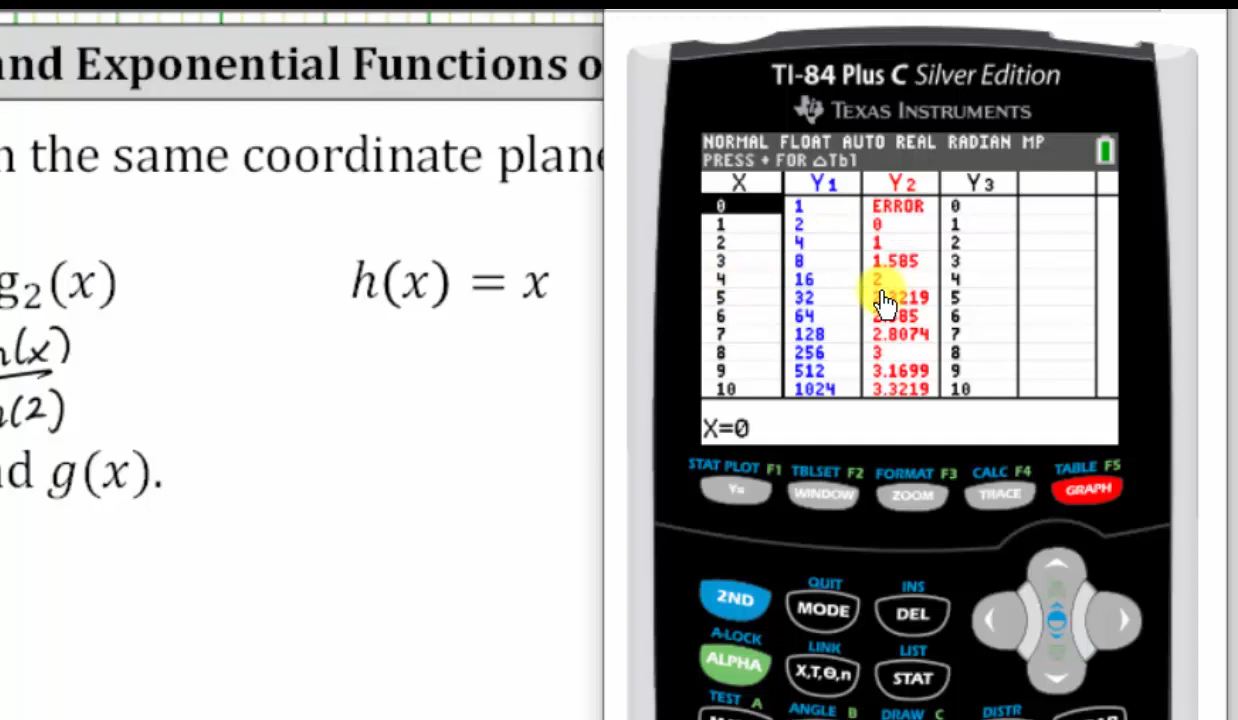 and Exponential Functions o
n the same coordinate plane
g₂(x) h(x) = x
n(x)
n(2)
nd g(x).
TI-84 Plus C Silver Edition
TEXAS INSTRUMENTS
NORMAL FLOAT AUTO REAL RADIAN MP
PRESS + FOR △Tbl
X Y1 Y2 Y3
0 1 ERROR 0
1 2 0 1
2 4 1 2
3 8 1.585 3
4 16 2 4
5 32 5
6 64 6
7 128 2.8074 7
8 256 3 8
9 512 3.1699 9
10 1024 3.3219 10
X=0
STAT PLOT F1 TBLSET F2 FORMAT F3 CALC F4 TABLE F5
Y= WINDOW ZOOM TRACE GRAPH
QUIT INS
2ND MODE DEL
A-LOCK LINK LIST
ALPHA X,T,Θ,n STAT
TEST A ANGLE B DRAW C DISTR